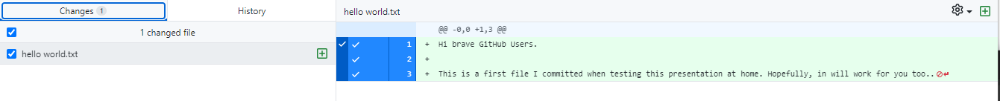 Changes 1 History hello world.txt
1 changed file @@ -0,0 +1,3 @@
hello world.txt 1 + Hi brave GitHub Users.
2 +
3 + This is a first file I committed when testing this presentation at home. Hopefully, in will work for you too..